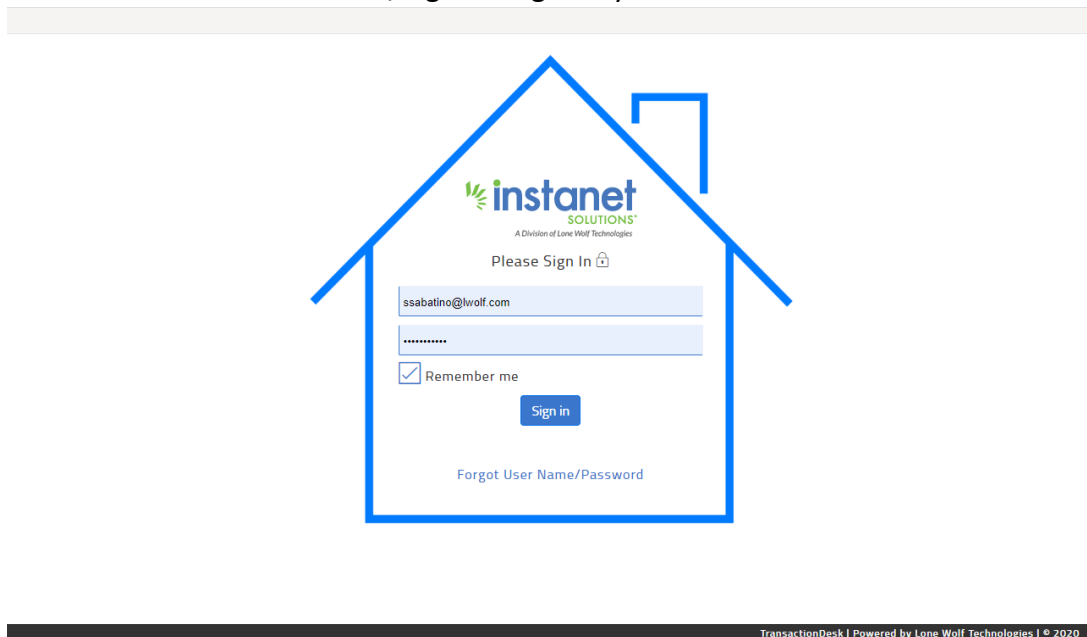 instanet
SOLUTIONS®
A Division of Lone Wolf Technologies
Please Sign In
ssabatino@lwolf.com
•••••••••••
Remember me
Sign in
Forgot User Name/Password
TransactionDesk | Powered by Lone Wolf Technologies | © 2020